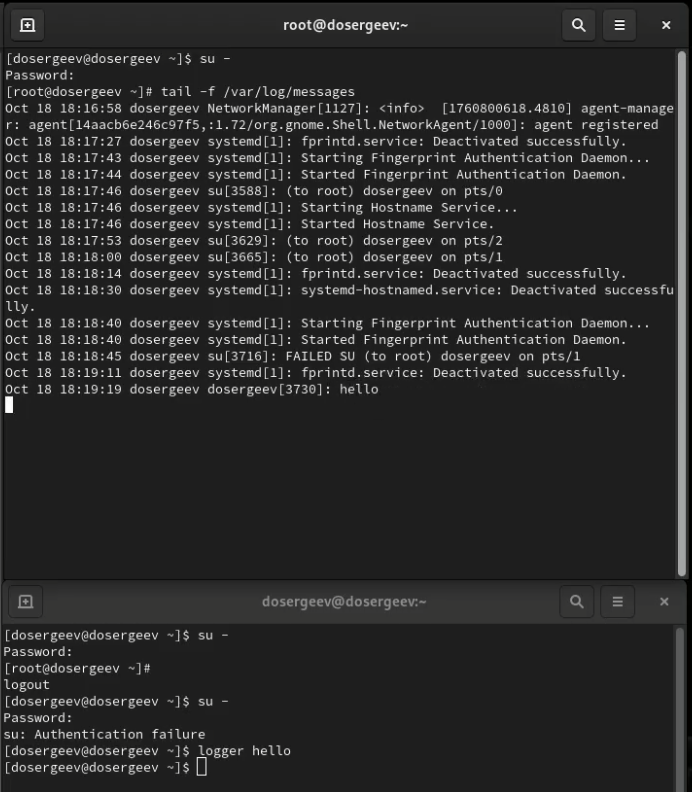 root@dosergeev:~
[dosergeev@dosergeev ~]$ su -
Password:
[root@dosergeev ~]# tail -f /var/log/messages
Oct 18 18:16:58 dosergeev NetworkManager[1127]: <info>  [1760800618.4810] agent-manage
r: agent[14aacb6e246c97f5,:1.72/org.gnome.Shell.NetworkAgent/1000]: agent registered
Oct 18 18:17:27 dosergeev systemd[1]: fprintd.service: Deactivated successfully.
Oct 18 18:17:43 dosergeev systemd[1]: Starting Fingerprint Authentication Daemon...
Oct 18 18:17:44 dosergeev systemd[1]: Started Fingerprint Authentication Daemon.
Oct 18 18:17:46 dosergeev su[3588]: (to root) dosergeev on pts/0
Oct 18 18:17:46 dosergeev systemd[1]: Starting Hostname Service...
Oct 18 18:17:46 dosergeev systemd[1]: Started Hostname Service.
Oct 18 18:17:53 dosergeev su[3629]: (to root) dosergeev on pts/2
Oct 18 18:18:00 dosergeev su[3665]: (to root) dosergeev on pts/1
Oct 18 18:18:14 dosergeev systemd[1]: fprintd.service: Deactivated successfully.
Oct 18 18:18:30 dosergeev systemd[1]: systemd-hostnamed.service: Deactivated successfu
lly.
Oct 18 18:18:40 dosergeev systemd[1]: Starting Fingerprint Authentication Daemon...
Oct 18 18:18:40 dosergeev systemd[1]: Started Fingerprint Authentication Daemon.
Oct 18 18:18:45 dosergeev su[3716]: FAILED SU (to root) dosergeev on pts/1
Oct 18 18:19:11 dosergeev systemd[1]: fprintd.service: Deactivated successfully.
Oct 18 18:19:19 dosergeev dosergeev[3730]: hello
dosergeev@dosergeev:~
[dosergeev@dosergeev ~]$ su -
Password:
[root@dosergeev ~]#
logout
[dosergeev@dosergeev ~]$ su -
Password:
su: Authentication failure
[dosergeev@dosergeev ~]$ logger hello
[dosergeev@dosergeev ~]$